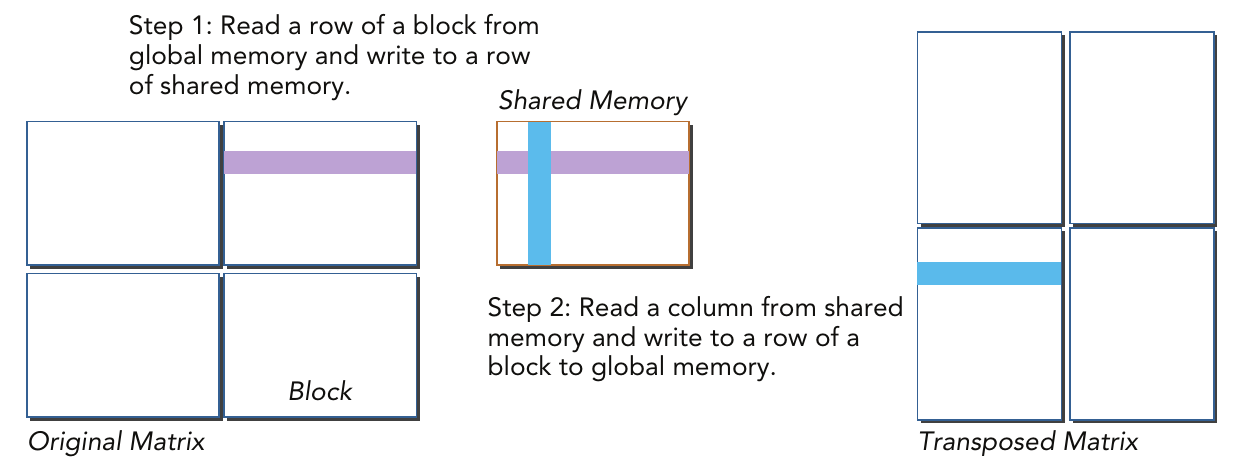 Step 1: Read a row of a block from
global memory and write to a row
of shared memory.
Shared Memory
Step 2: Read a column from shared
memory and write to a row of a
block to global memory.
Block
Original Matrix
Transposed Matrix